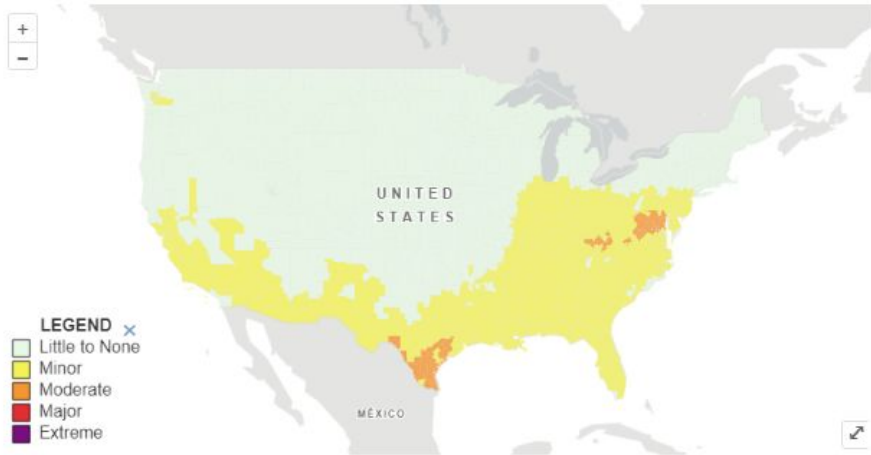 +
−
UNITED
STATES
LEGEND ×
Little to None
Minor
Moderate
Major
Extreme
MÉXICO